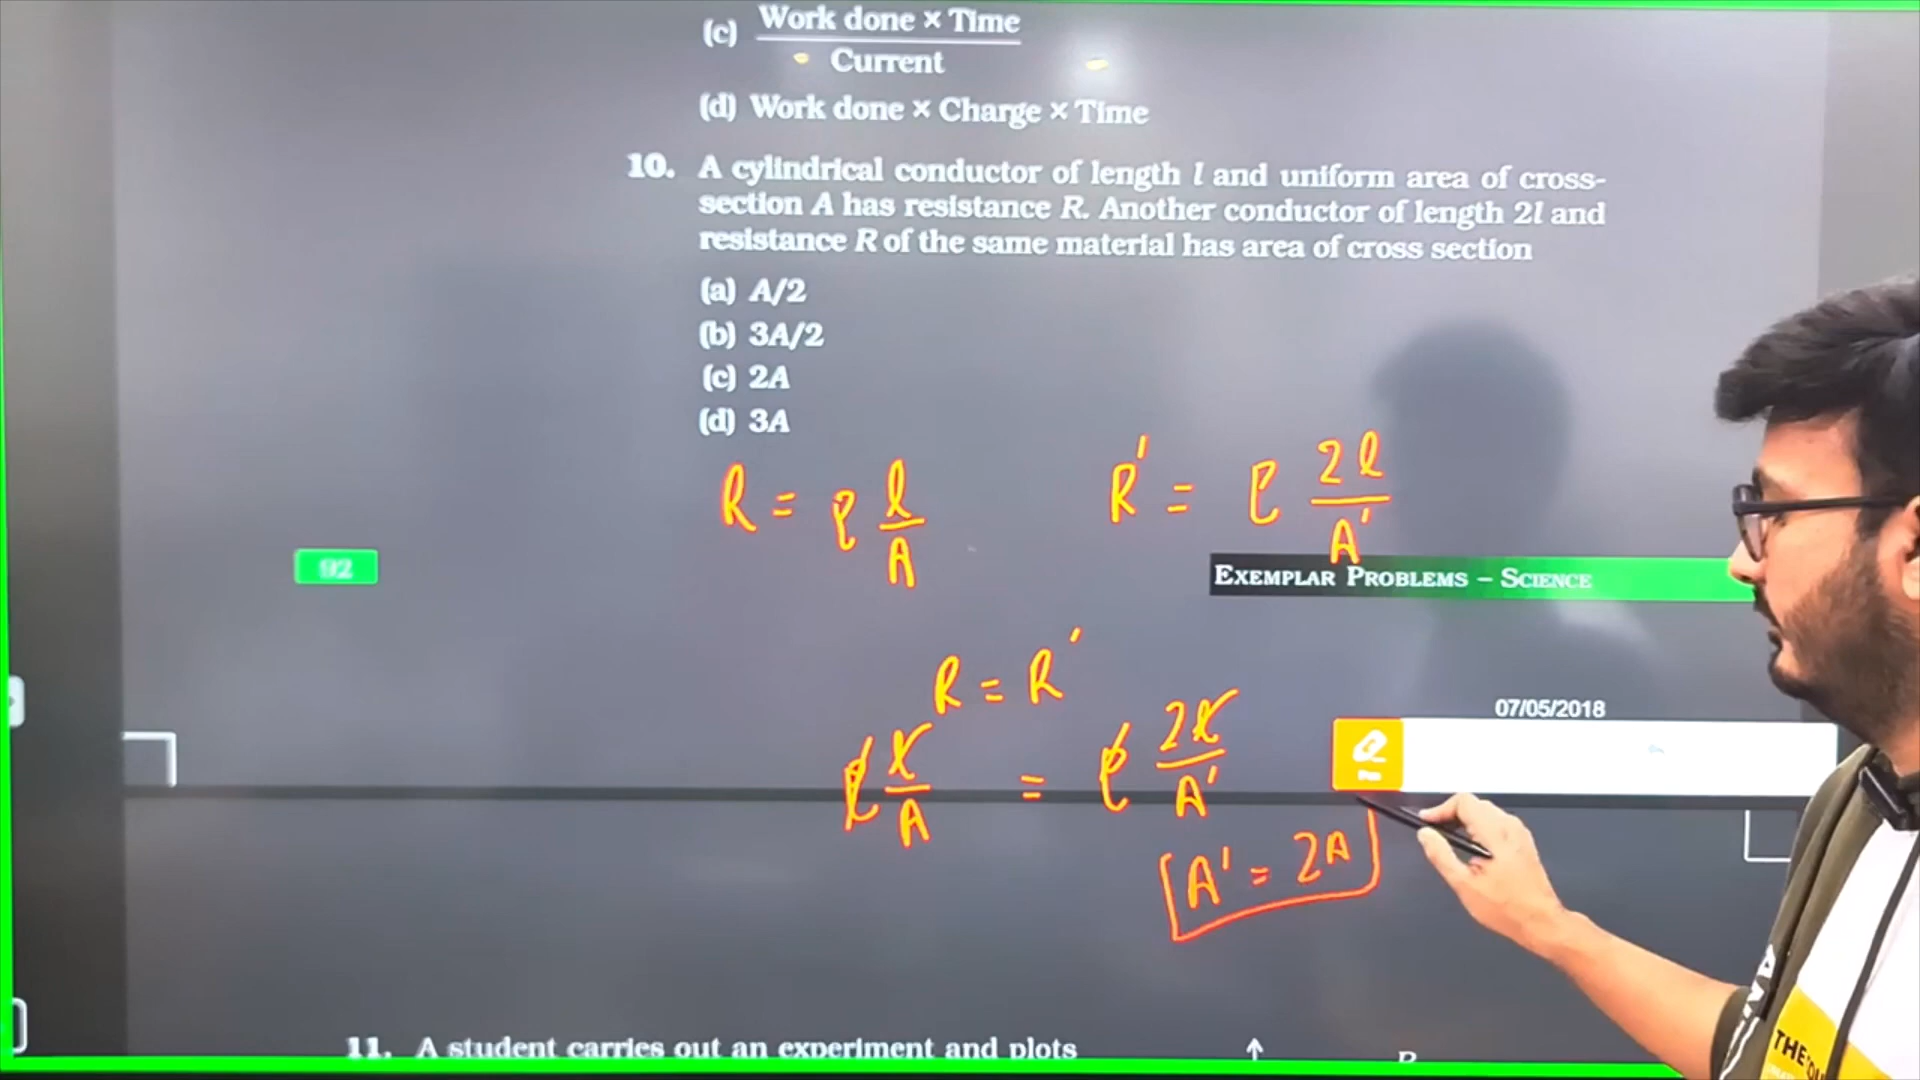 (c) Work done × Time
Current
(d) Work done × Charge × Time
10. A cylindrical conductor of length l and uniform area of cross-
section A has resistance R. Another conductor of length 2l and
resistance R of the same material has area of cross section
(a) A/2
(b) 3A/2
(c) 2A
(d) 3A
R = ρ l/A
R' = ρ 2l/A'
92
EXEMPLAR PROBLEMS – SCIENCE
R = R'
07/05/2018
ρ l/A = ρ 2l/A'
Pen
A' = 2A
11. A student carries out an experiment and plots
THE